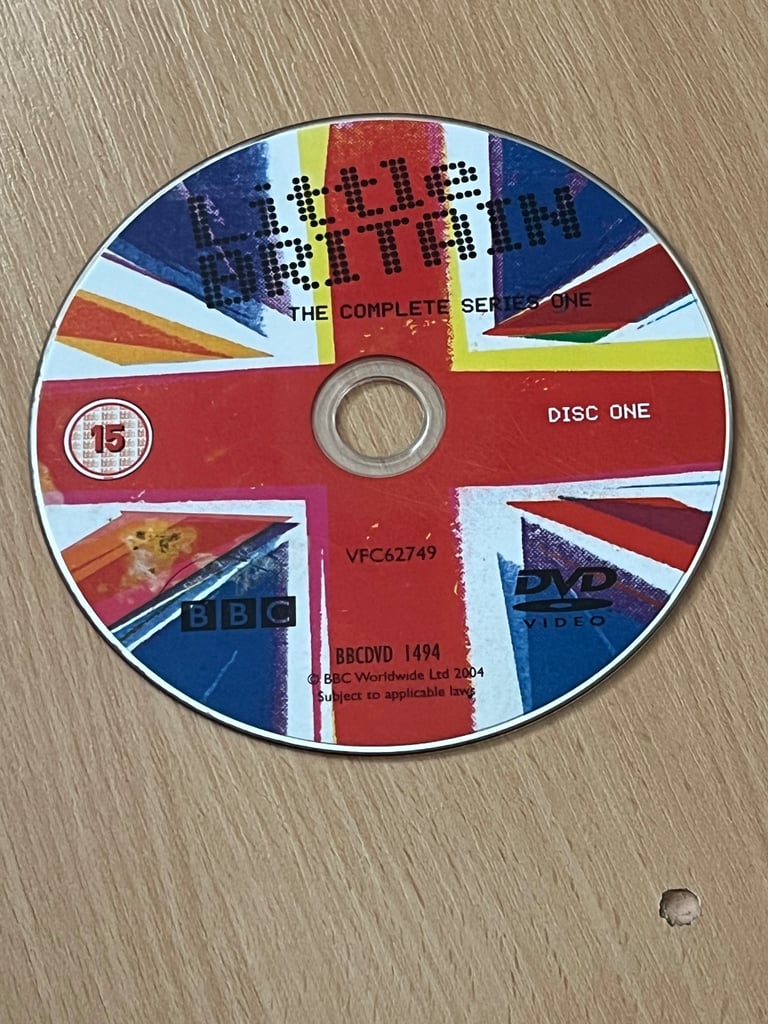 Little
BRITAIN
THE COMPLETE SERIES ONE
DISC ONE
15
VFC62749
BBC
DVD
VIDEO
BBCDVD 1494
© BBC Worldwide Ltd 2004
Subject to applicable laws